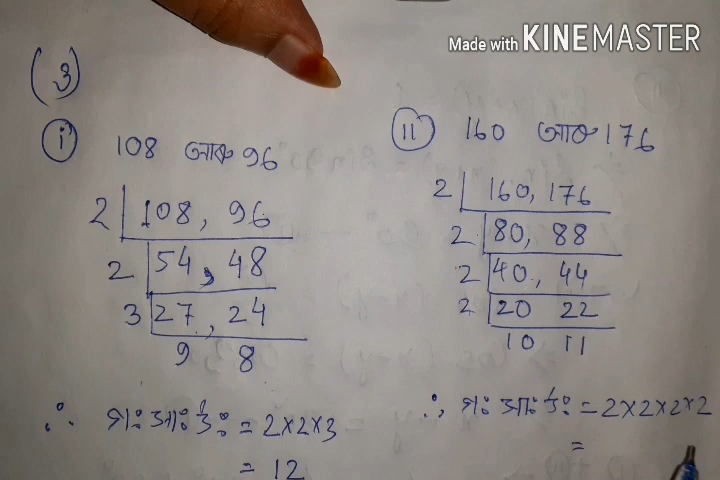 Made with KINEMASTER
(3)
(i) 108 আৰু 96
2 | 108, 96
2 | 54, 48
3 | 27, 24
9 8
∴ গঃ সাঃ উঃ = 2×2×3
= 12
(ii) 160 আৰু 176
2 | 160, 176
2 | 80, 88
2 | 40, 44
2 | 20 22
10 11
∴ গঃ সাঃ উঃ = 2×2×2×2
=